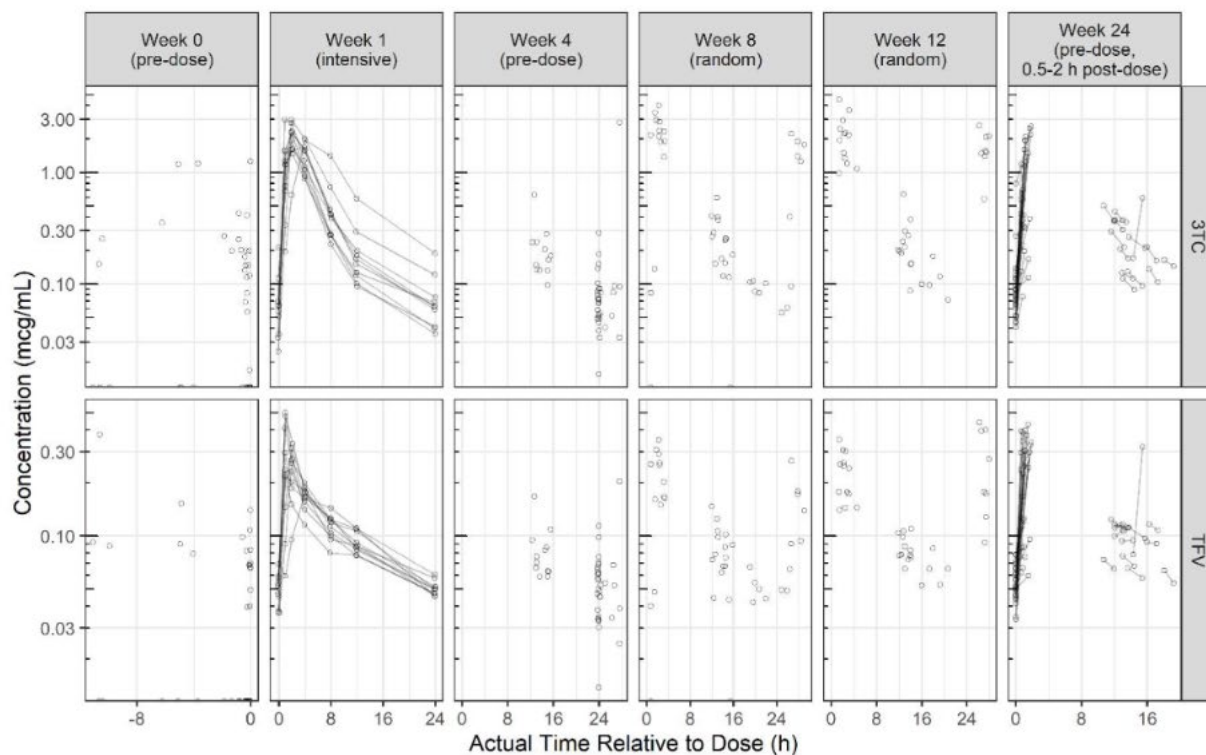 Week 0
(pre-dose)
Week 1
(intensive)
Week 4
(pre-dose)
Week 8
(random)
Week 12
(random)
Week 24
(pre-dose,
0.5-2 h post-dose)
Concentration (mcg/mL)
3.00
1.00
0.30
0.10
0.03
3TC
0.30
0.10
0.03
TFV
-8 0
0 8 16 24
0 8 16 24
0 8 16 24
0 8 16 24
0 8 16
Actual Time Relative to Dose (h)